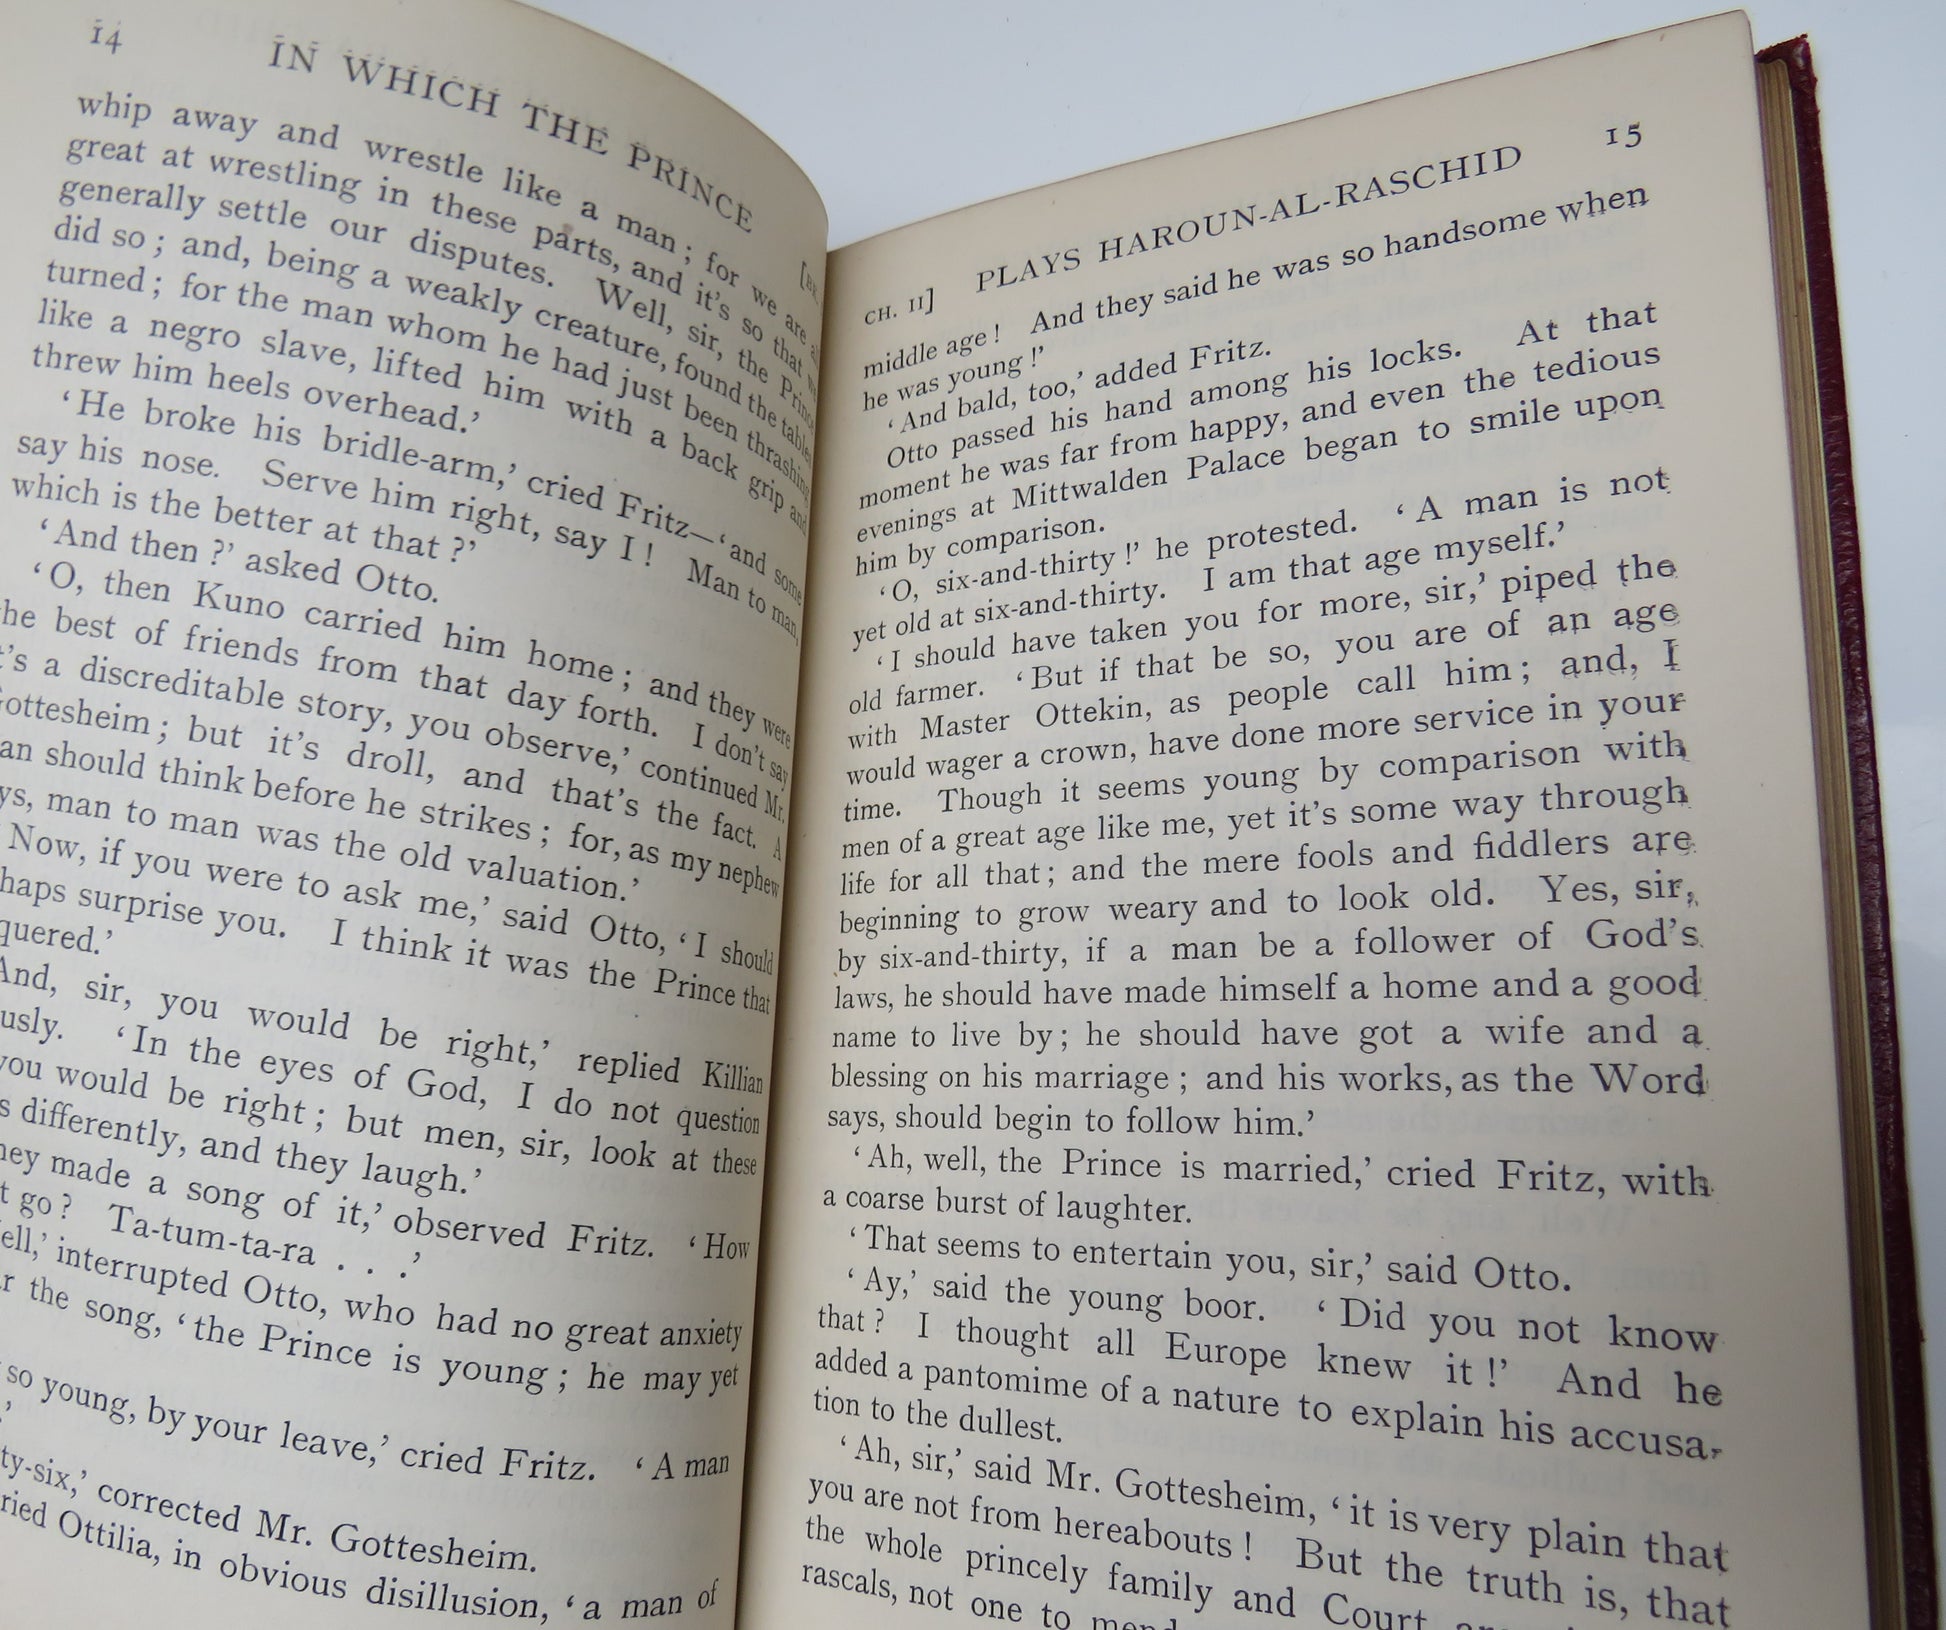 14
IN WHICH THE PRINCE
[BK.
whip away and wrestle like a man; for we are
great at wrestling in these parts, and it's so that we
generally settle our disputes. Well, sir, the Prince
did so; and, being a weakly creature, found the tables
turned; for the man whom he had just been thrashing
like a negro slave, lifted him with a back grip and
threw him heels overhead.'
'He broke his bridle-arm,' cried Fritz—'and some
say his nose. Serve him right, say I! Man to man,
which is the better at that?'
'And then?' asked Otto.
'O, then Kuno carried him home; and they were
the best of friends from that day forth. I don't say
it's a discreditable story, you observe,' continued Mr.
Gottesheim; but it's droll, and that's the fact. A
man should think before he strikes; for, as my nephew
says, man to man was the old valuation.'
'Now, if you were to ask me,' said Otto, 'I should
perhaps surprise you. I think it was the Prince that
conquered.'
And, sir, you would be right,' replied Killian
'In the eyes of God, I do not question
you would be right; but men, sir, look at these
differently, and they laugh.'
they made a song of it,' observed Fritz. 'How
go? Ta-tum-ta-ra . . .'
interrupted Otto, who had no great anxiety
the song, 'the Prince is young; he may yet
so young, by your leave,' cried Fritz. 'A man
corrected Mr. Gottesheim.
cried Ottilia, in obvious disillusion, 'a man of
PLAYS HAROUN-AL-RASCHID
15
CH. II]
middle age! And they said he was so handsome when
he was young!'
'And bald, too,' added Fritz.
Otto passed his hand among his locks. At that
moment he was far from happy, and even the tedious
evenings at Mittwalden Palace began to smile upon
him by comparison.
'O, six-and-thirty!' he protested. 'A man is not
yet old at six-and-thirty. I am that age myself.'
'I should have taken you for more, sir,' piped the
old farmer. 'But if that be so, you are of an age
with Master Ottekin, as people call him; and, I
would wager a crown, have done more service in your
time. Though it seems young by comparison with
men of a great age like me, yet it's some way through
life for all that; and the mere fools and fiddlers are
beginning to grow weary and to look old. Yes, sir,
by six-and-thirty, if a man be a follower of God's
laws, he should have made himself a home and a good
name to live by; he should have got a wife and a
blessing on his marriage; and his works, as the Word
says, should begin to follow him.'
'Ah, well, the Prince is married,' cried Fritz, with
a coarse burst of laughter.
'That seems to entertain you, sir,' said Otto.
'Ay,' said the young boor. 'Did you not know
that? I thought all Europe knew it!' And he
added a pantomime of a nature to explain his accusa-
tion to the dullest.
'Ah, sir,' said Mr. Gottesheim, 'it is very plain that
you are not from hereabouts! But the truth is, that
the whole princely family and Court
rascals, not one to